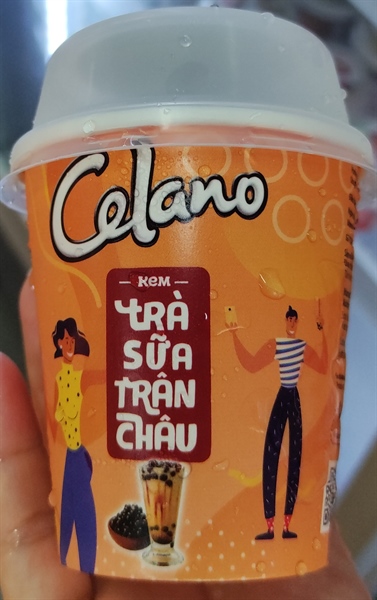 Celano
KEM
TRÀ
SỮA
TRÂN
CHÂU